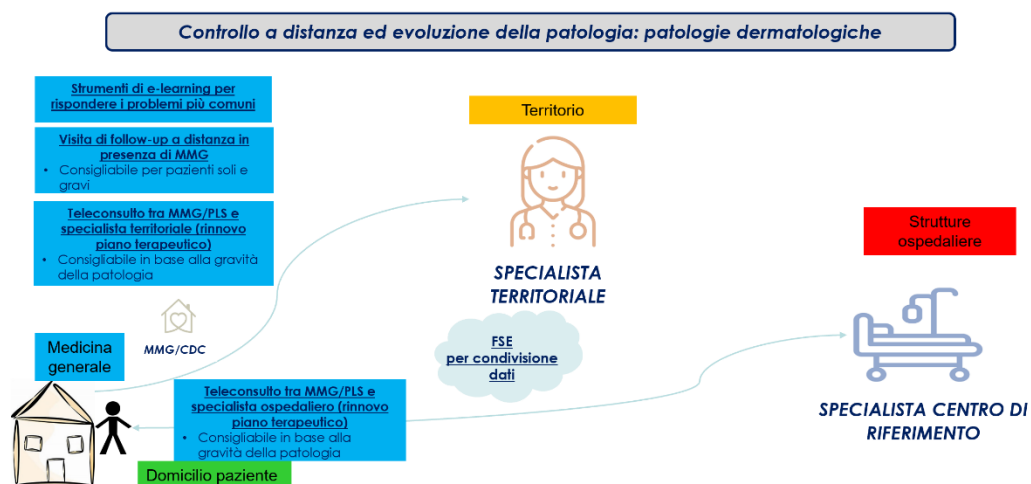 Controllo a distanza ed evoluzione della patologia: patologie dermatologiche
Strumenti di e-learning per
rispondere i problemi più comuni
Visita di follow-up a distanza in
presenza di MMG
• Consigliabile per pazienti soli e
gravi
Teleconsulto tra MMG/PLS e
specialista territoriale (rinnovo
piano terapeutico)
• Consigliabile in base alla gravità
della patologia
MMG/CDC
Medicina
generale
Teleconsulto tra MMG/PLS e
specialista ospedaliero (rinnovo
piano terapeutico)
• Consigliabile in base alla
gravità della patologia
Domicilio paziente
Territorio
SPECIALISTA
TERRITORIALE
FSE
per condivisione
dati
Strutture
ospedaliere
SPECIALISTA CENTRO DI
RIFERIMENTO